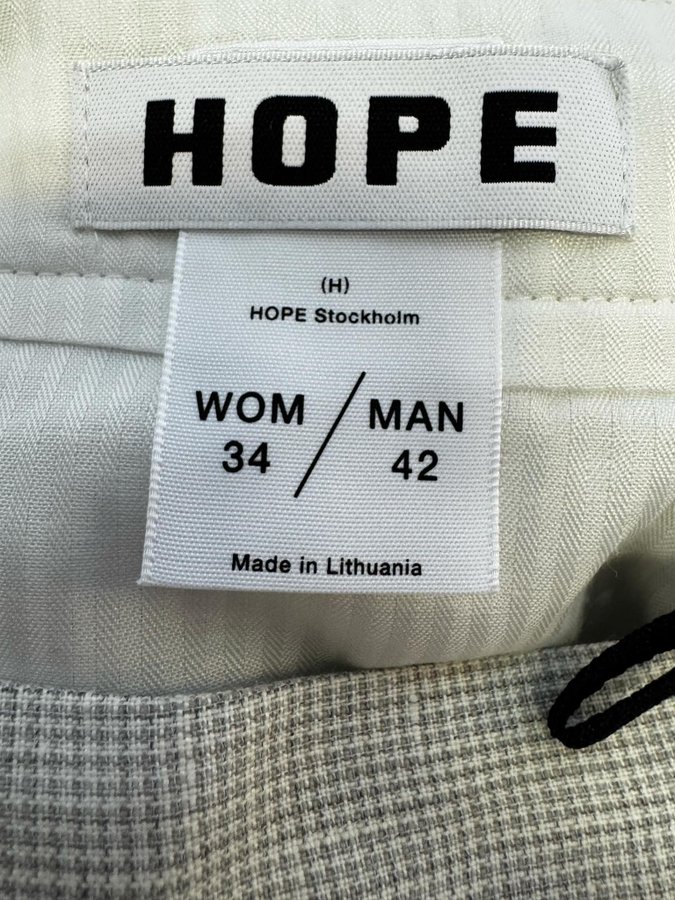 HOPE
(H)
HOPE Stockholm
WOM / MAN
34 42
Made in Lithuania